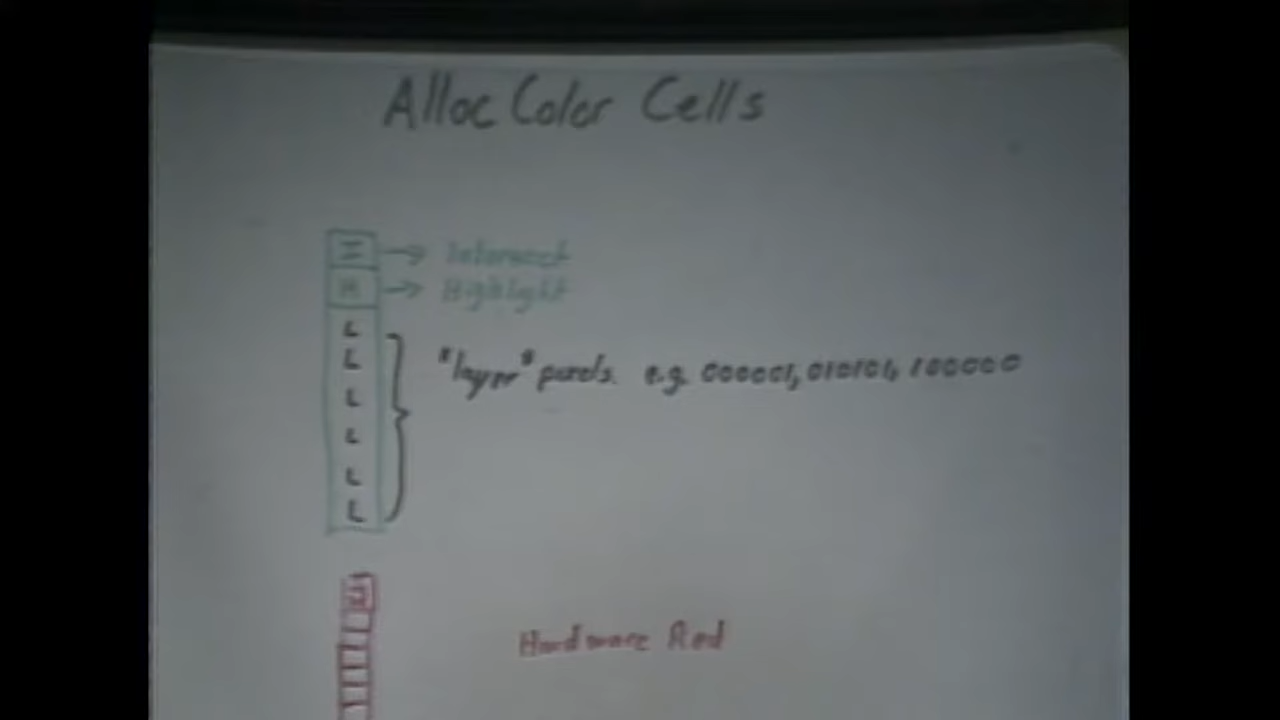 Alloc Color Cells
I → Intersect
H → Highlight
L
L
"layer" pixels. e.g. 000001, 010101, 100000
L
L
L
L
Hardware Red